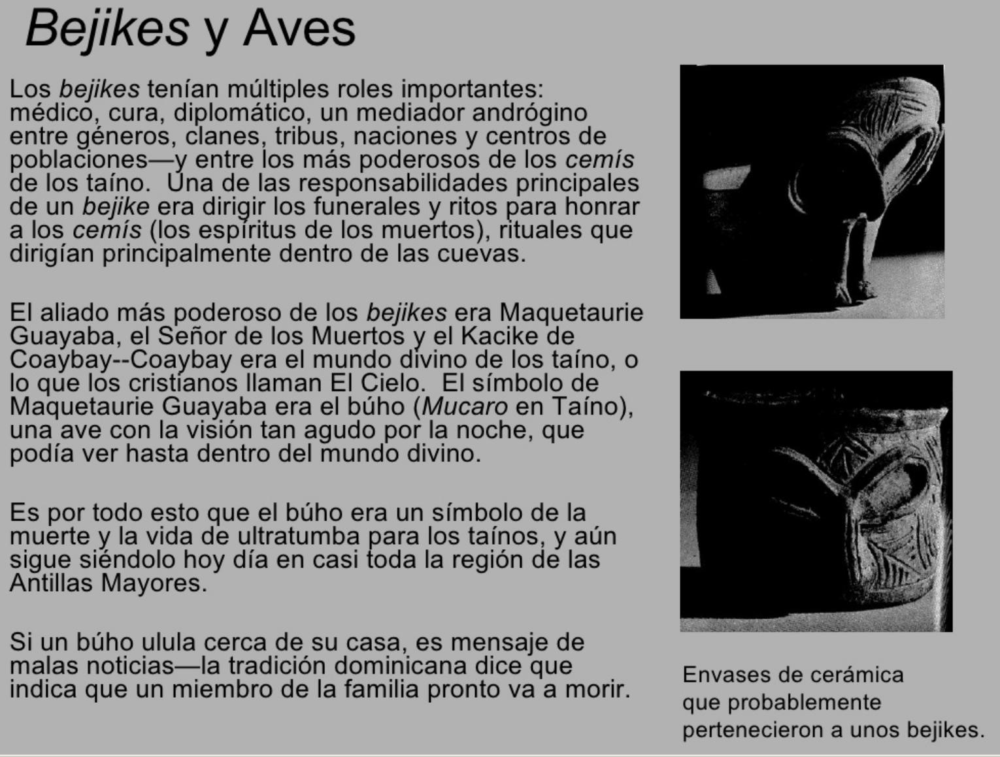 Bejikes y Aves
Los bejikes tenían múltiples roles importantes:
médico, cura, diplomático, un mediador andrógino
entre géneros, clanes, tribus, naciones y centros de
poblaciones—y entre los más poderosos de los cemís
de los taíno.  Una de las responsabilidades principales
de un bejike era dirigir los funerales y ritos para honrar
a los cemís (los espíritus de los muertos), rituales que
dirigían principalmente dentro de las cuevas.
El aliado más poderoso de los bejikes era Maquetaurie
Guayaba, el Señor de los Muertos y el Kacike de
Coaybay--Coaybay era el mundo divino de los taíno, o
lo que los cristianos llaman El Cielo.  El símbolo de
Maquetaurie Guayaba era el búho (Mucaro en Taíno),
una ave con la visión tan agudo por la noche, que
podía ver hasta dentro del mundo divino.
Es por todo esto que el búho era un símbolo de la
muerte y la vida de ultratumba para los taínos, y aún
sigue siéndolo hoy día en casi toda la región de las
Antillas Mayores.
Si un búho ulula cerca de su casa, es mensaje de
malas noticias—la tradición dominicana dice que
indica que un miembro de la familia pronto va a morir.
Envases de cerámica
que probablemente
pertenecieron a unos bejikes.